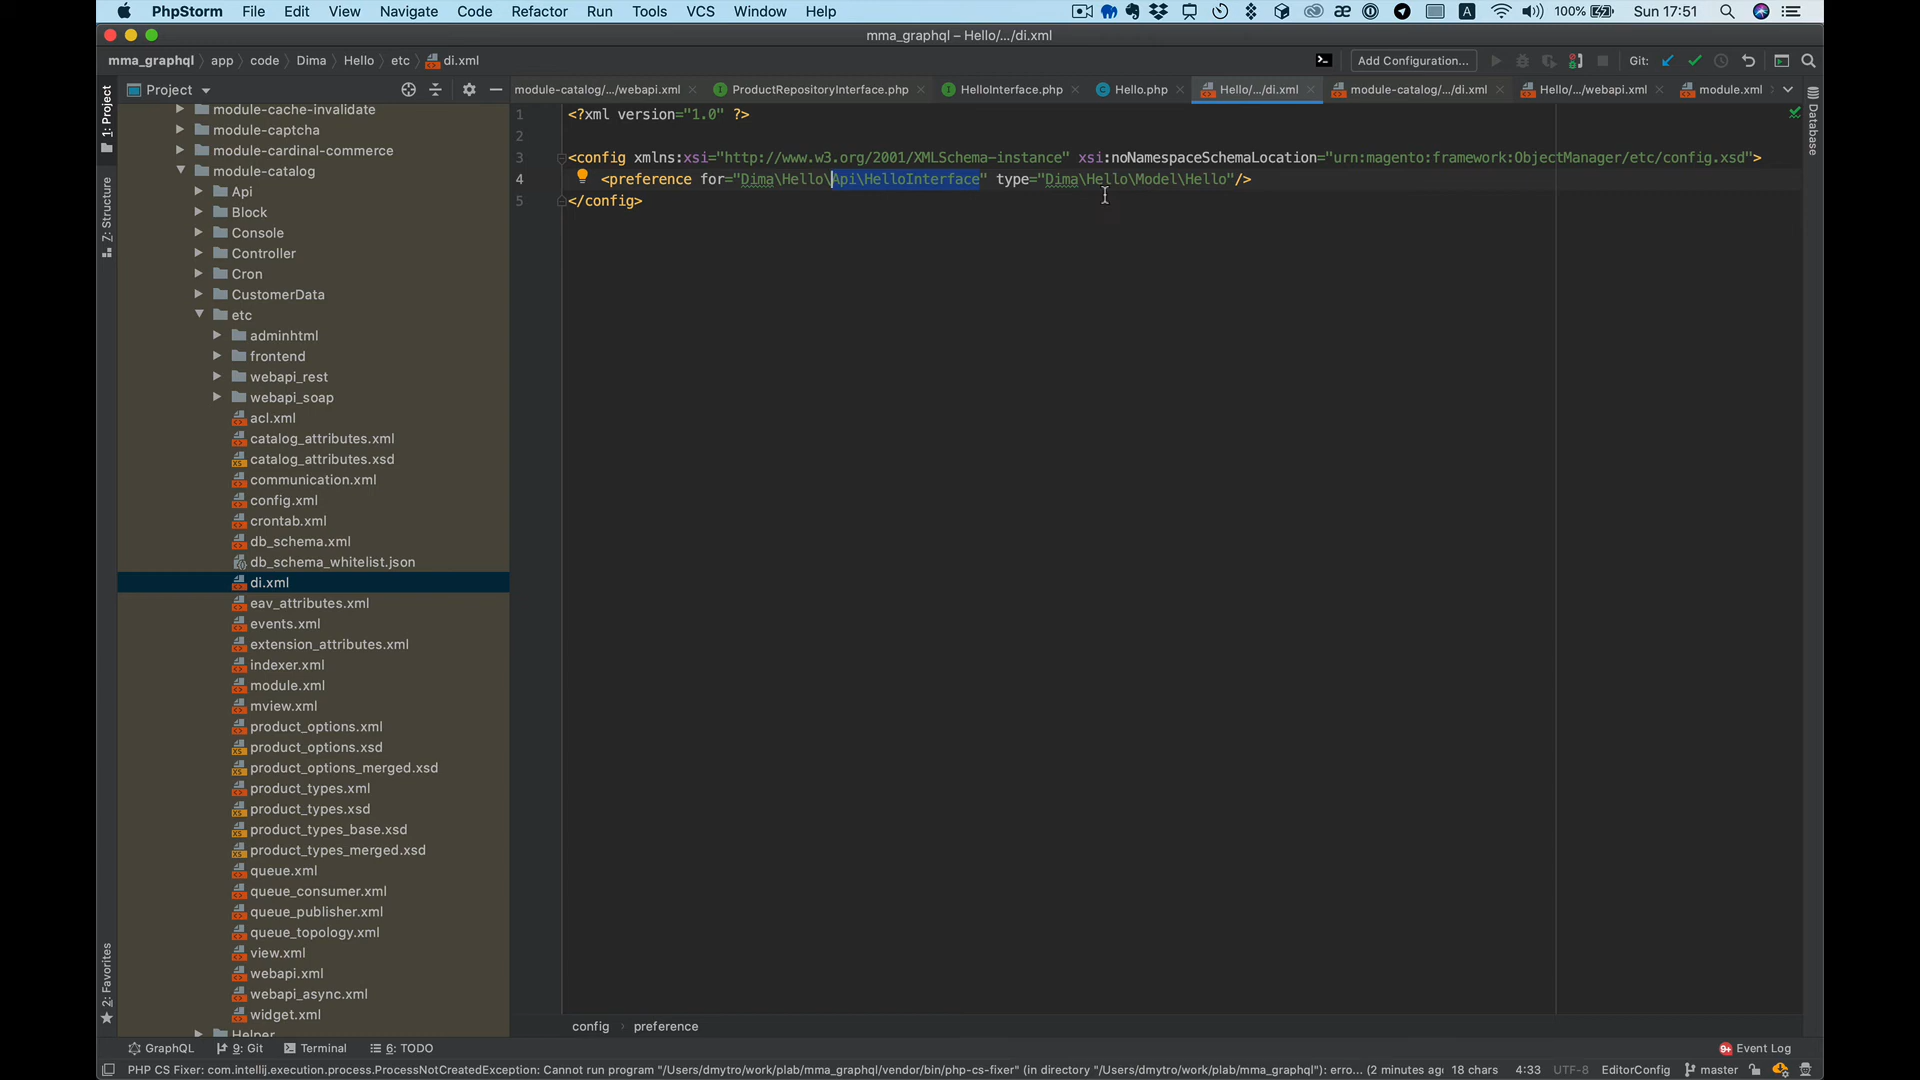 PhpStorm File Edit View Navigate Code Refactor Run Tools VCS Window Help 100% Sun 17:51
mma_graphql – Hello/.../di.xml
mma_graphql app code Dima Hello etc di.xml Add Configuration... Git:
Project
module-catalog/.../webapi.xml ProductRepositoryInterface.php HelloInterface.php Hello.php Hello/.../di.xml module-catalog/.../di.xml Hello/.../webapi.xml module.xml
1: Project
Z: Structure
2: Favorites
Database
module-cache-invalidate
module-captcha
module-cardinal-commerce
module-catalog
Api
Block
Console
Controller
Cron
CustomerData
etc
adminhtml
frontend
webapi_rest
webapi_soap
acl.xml
catalog_attributes.xml
catalog_attributes.xsd
communication.xml
config.xml
crontab.xml
db_schema.xml
db_schema_whitelist.json
di.xml
eav_attributes.xml
events.xml
extension_attributes.xml
indexer.xml
module.xml
mview.xml
product_options.xml
product_options.xsd
product_options_merged.xsd
product_types.xml
product_types.xsd
product_types_base.xsd
product_types_merged.xsd
queue.xml
queue_consumer.xml
queue_publisher.xml
queue_topology.xml
view.xml
webapi.xml
webapi_async.xml
widget.xml
Helper
1 <?xml version="1.0" ?>
2
3 <config xmlns:xsi="http://www.w3.org/2001/XMLSchema-instance" xsi:noNamespaceSchemaLocation="urn:magento:framework:ObjectManager/etc/config.xsd">
4 <preference for="Dima\Hello\Api\HelloInterface" type="Dima\Hello\Model\Hello"/>
5 </config>
config preference
GraphQL 9: Git Terminal 6: TODO 9+ Event Log
PHP CS Fixer: com.intellij.execution.process.ProcessNotCreatedException: Cannot run program "/Users/dmytro/work/plab/mma_graphql/vendor/bin/php-cs-fixer" (in directory "/Users/dmytro/work/plab/mma_graphql"): erro... (2 minutes ag 18 chars 4:33 UTF-8 EditorConfig master